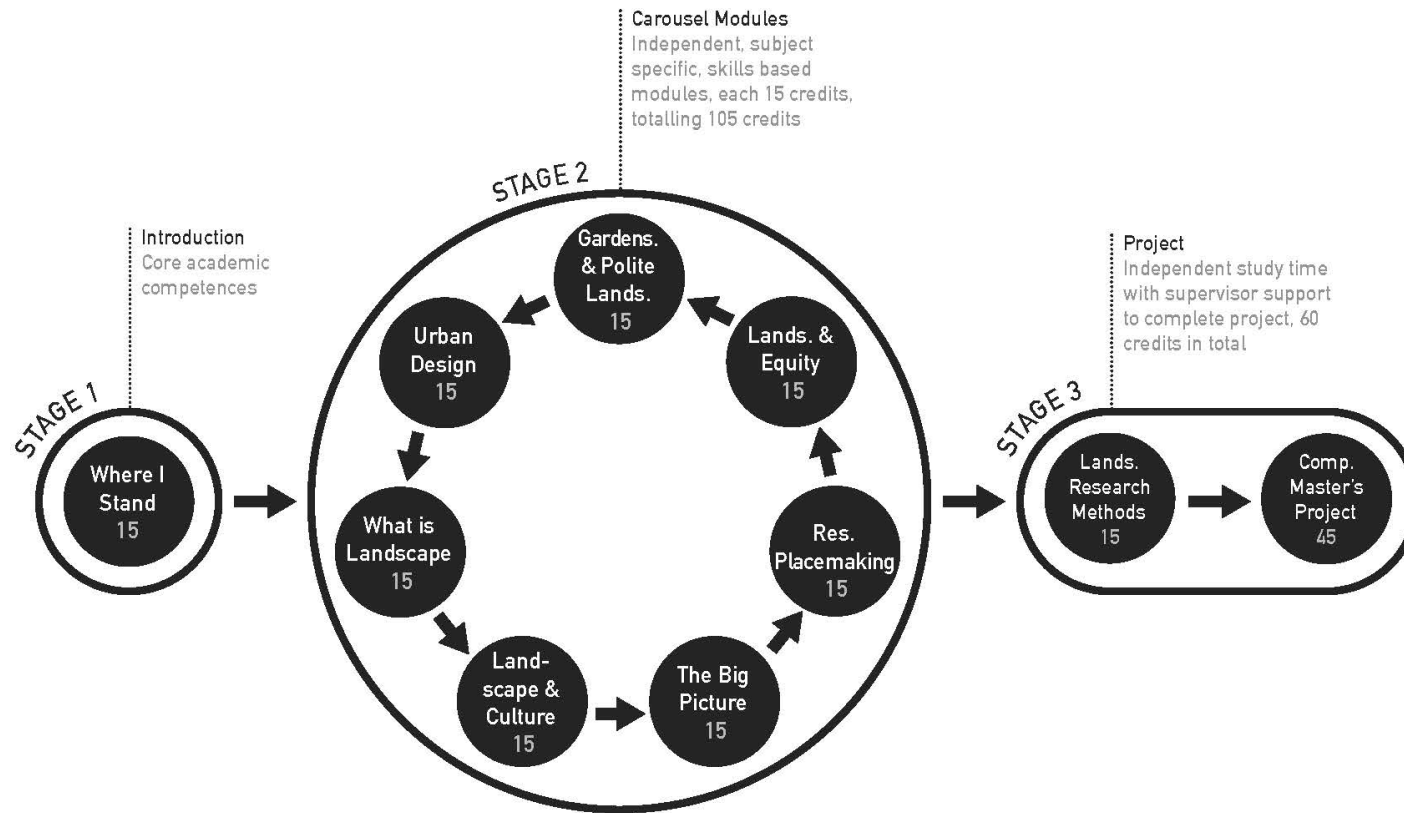 Carousel Modules
Independent, subject
specific, skills based
modules, each 15 credits,
totalling 105 credits
STAGE 2
Introduction
Core academic
competences
Project
Independent study time
with supervisor support
to complete project, 60
credits in total
STAGE 1
Where I
Stand
15
Gardens.
& Polite
Lands.
15
Urban
Design
15
What is
Landscape
15
Land-
scape &
Culture
15
The Big
Picture
15
Res.
Placemaking
15
Lands. &
Equity
15
STAGE 3
Lands.
Research
Methods
15
Comp.
Master's
Project
45